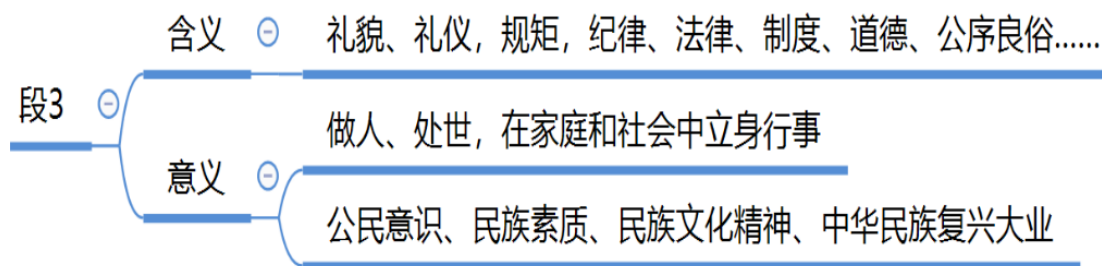 含义
礼貌、礼仪，规矩，纪律、法律、制度、道德、公序良俗......
段3
做人、处世，在家庭和社会中立身行事
意义
公民意识、民族素质、民族文化精神、中华民族复兴大业